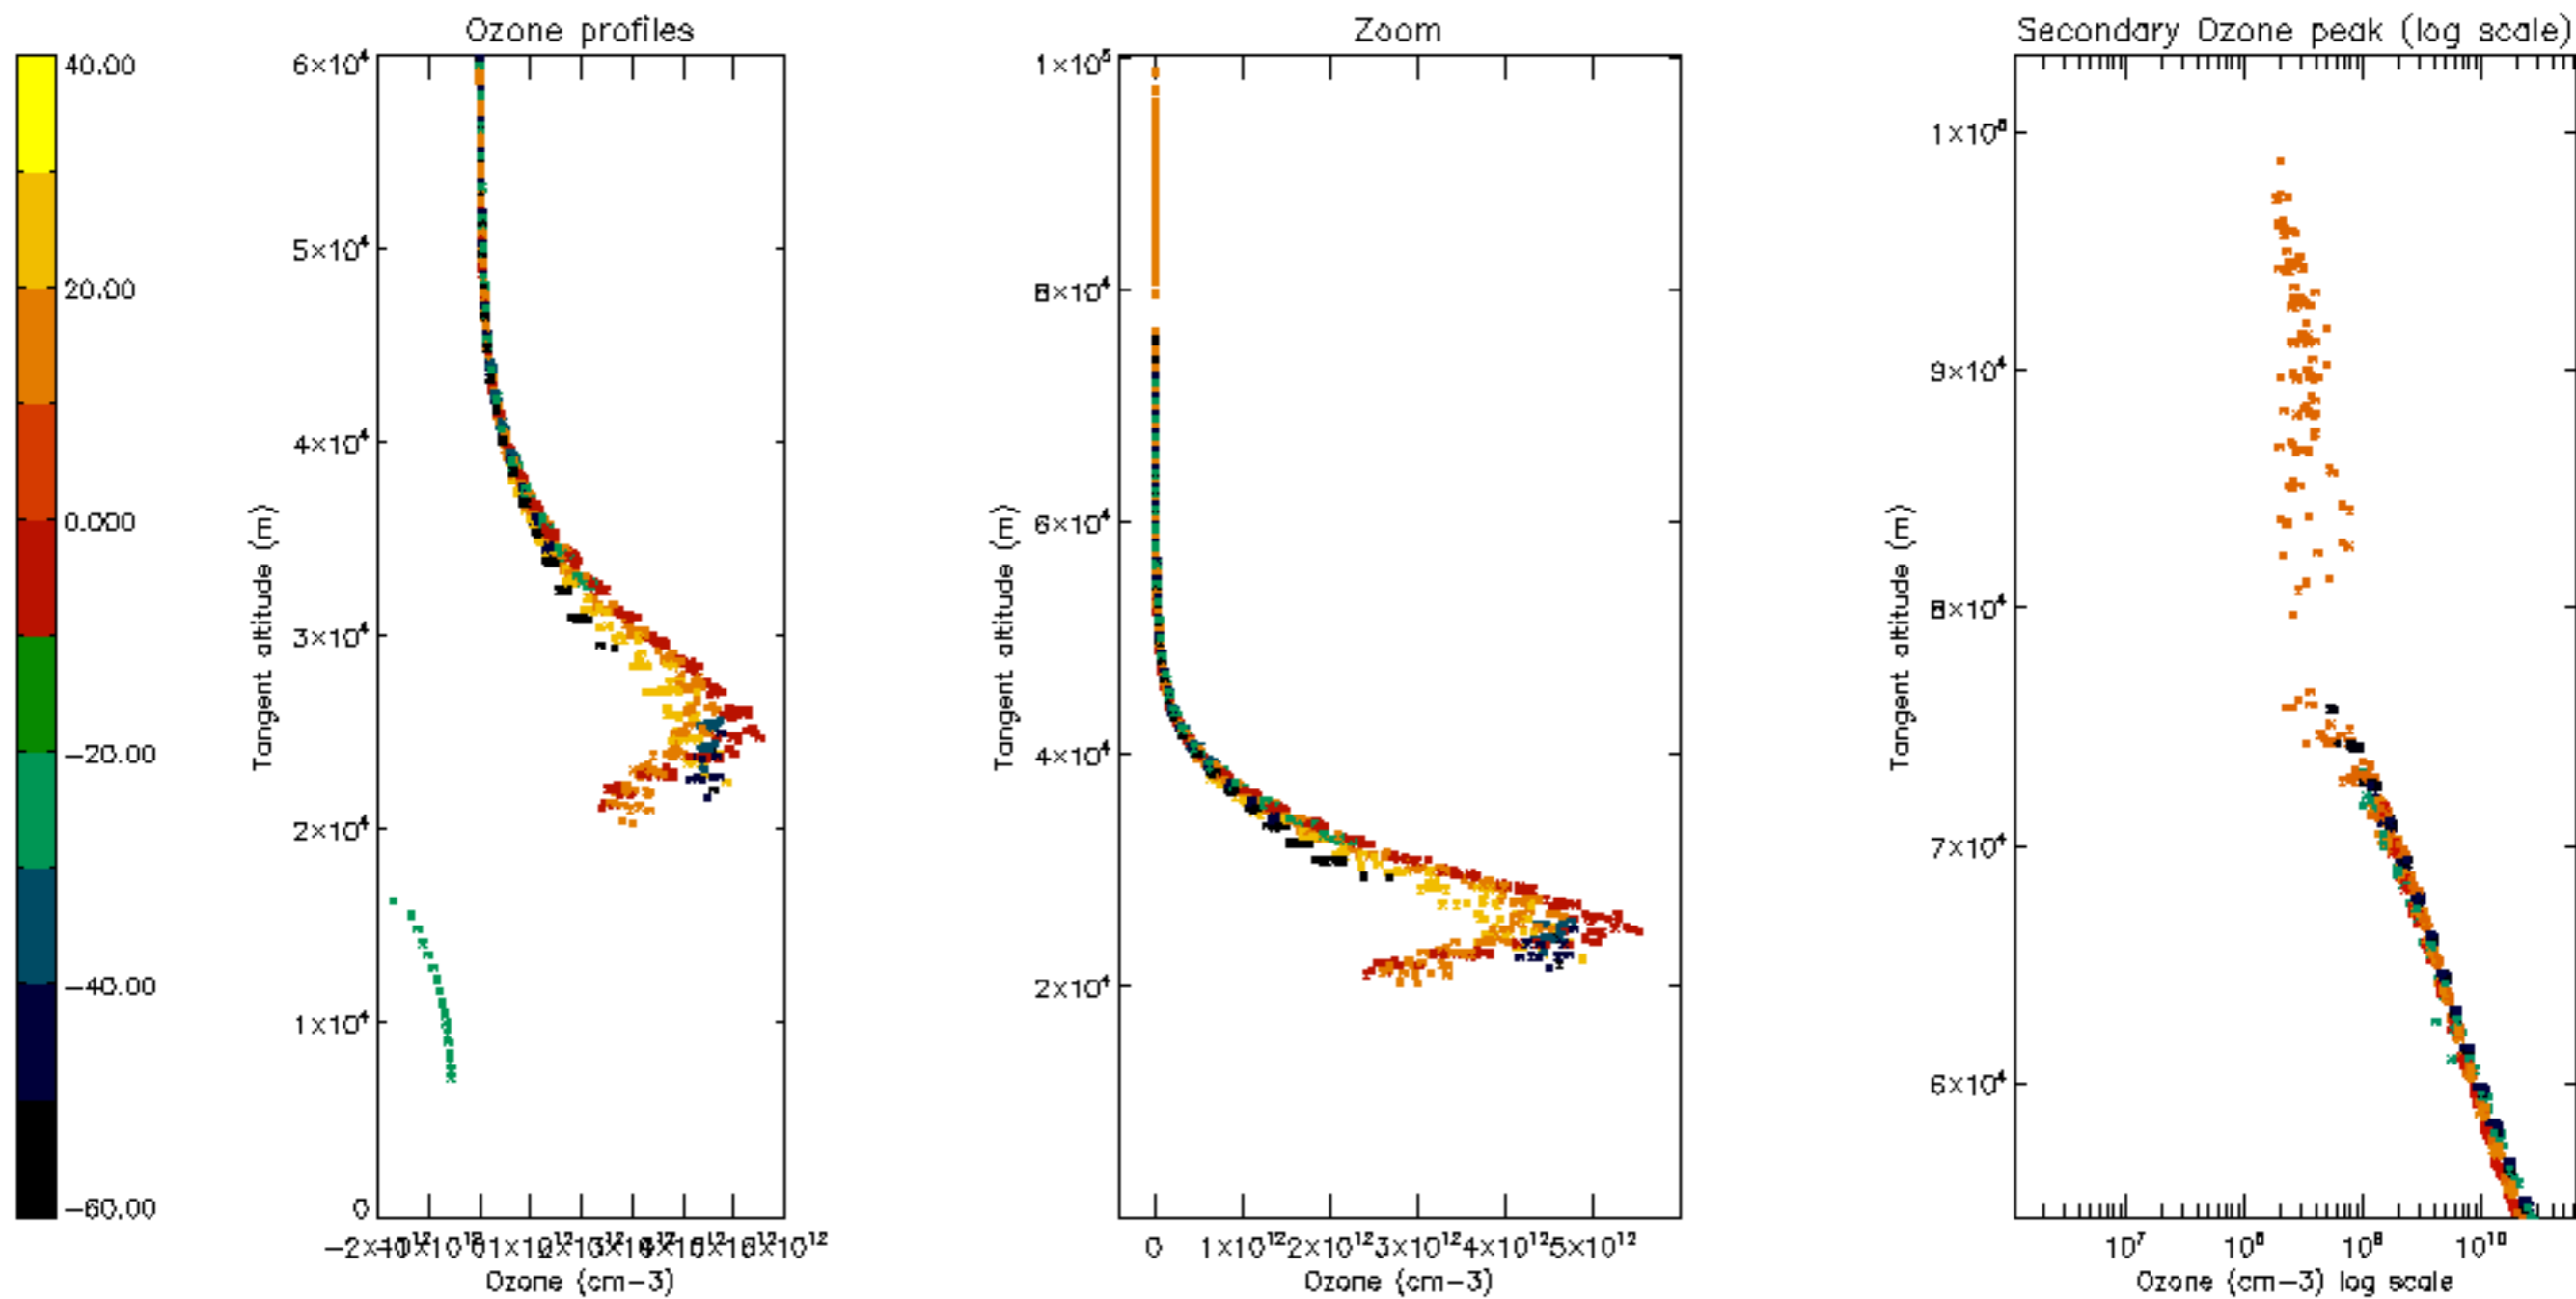 Ozone profiles
Zoom
Secondary Ozone peak (log scale)
40.00
20.00
0.000
−20.00
−40.00
−60.00
6×10⁴
5×10⁴
4×10⁴
3×10⁴
2×10⁴
1×10⁴
0
Tangent altitude (m)
Ozone (cm−3)
1×10⁵
8×10⁴
6×10⁴
4×10⁴
2×10⁴
Tangent altitude (m)
0 1×10¹² 2×10¹² 3×10¹² 4×10¹² 5×10¹²
Ozone (cm−3)
9×10⁴
8×10⁴
7×10⁴
6×10⁴
Tangent altitude (m)
10⁷ 10⁸ 10⁹ 10¹⁰
Ozone (cm−3) log scale